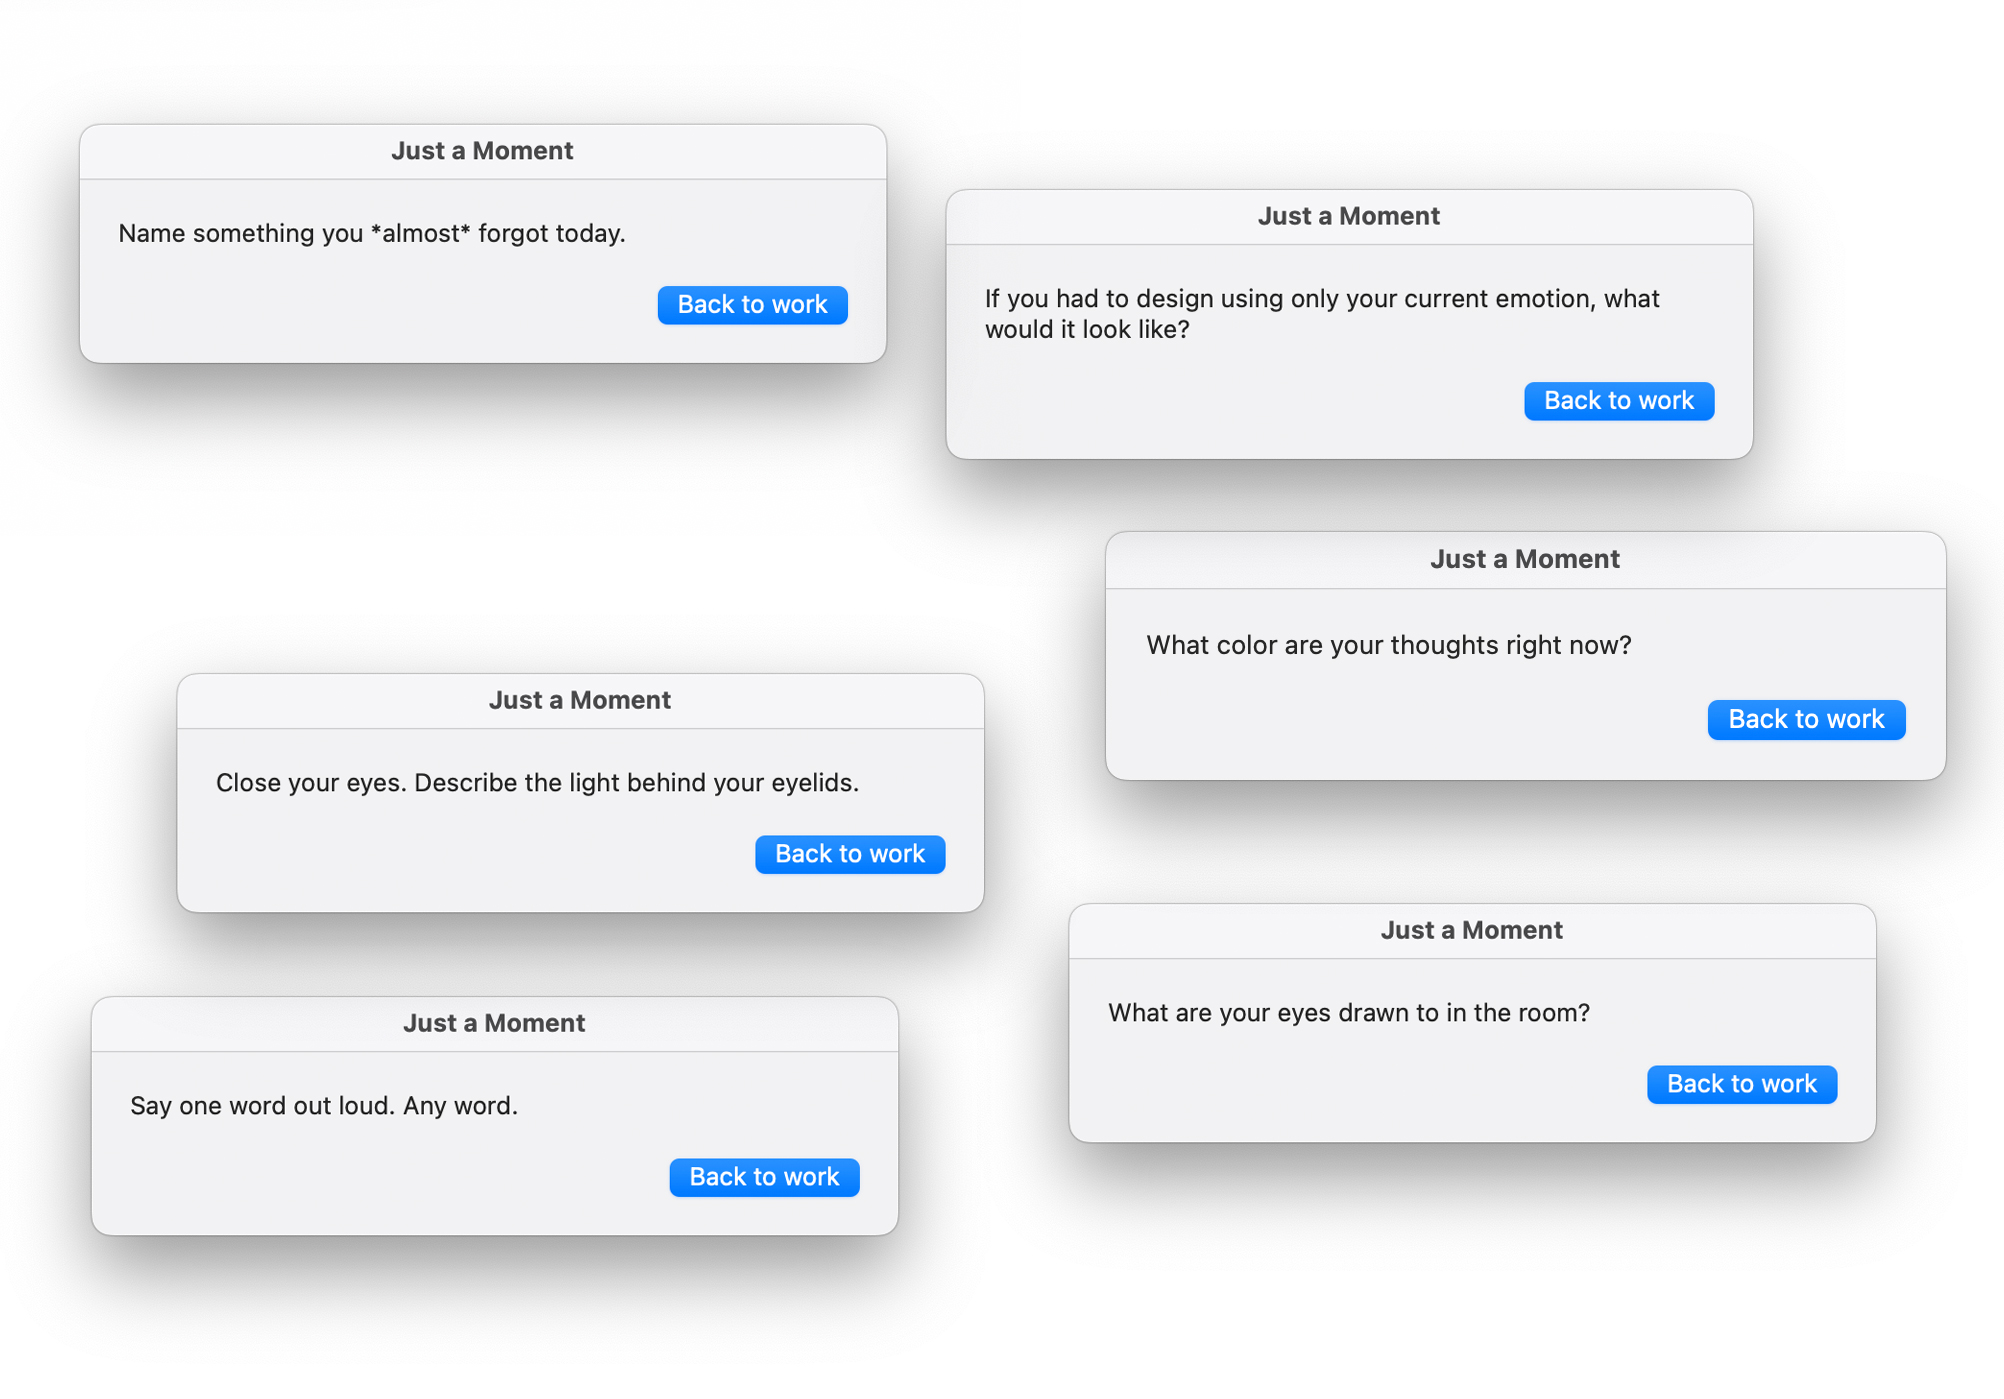 Just a Moment
Name something you *almost* forgot today.
Back to work
Just a Moment
If you had to design using only your current emotion, what
would it look like?
Back to work
Just a Moment
What color are your thoughts right now?
Back to work
Just a Moment
Close your eyes. Describe the light behind your eyelids.
Back to work
Just a Moment
What are your eyes drawn to in the room?
Back to work
Just a Moment
Say one word out loud. Any word.
Back to work